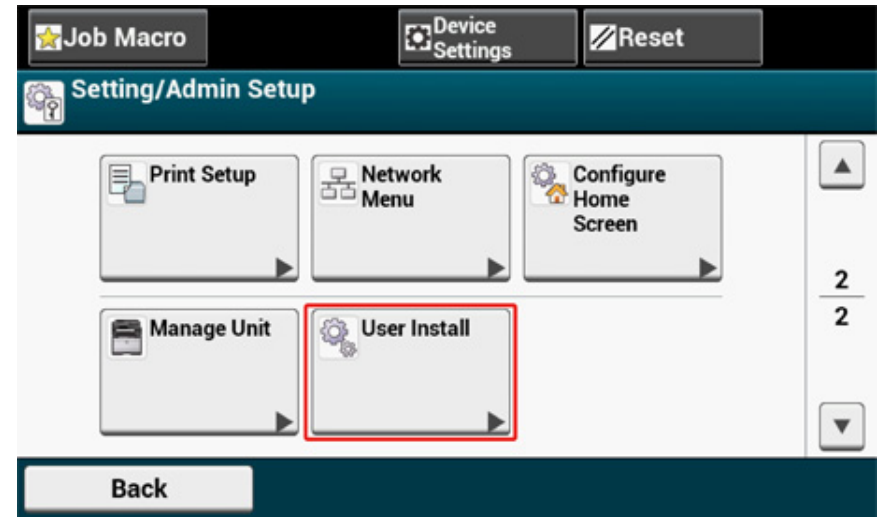 Job Macro
Device
Settings
Reset
Setting/Admin Setup
Print Setup
Network
Menu
Configure
Home
Screen
2
2
Manage Unit
User Install
Back